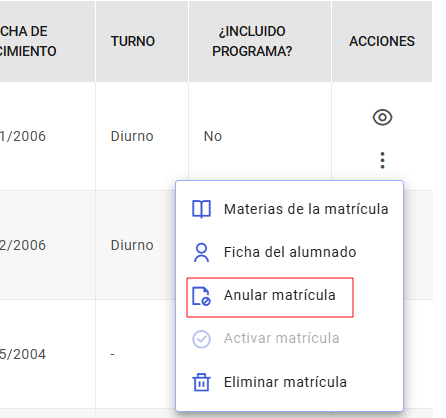 CHA DE
CIMIENTO
TURNO
¿INCLUIDO
PROGRAMA?
ACCIONES
1/2006
Diurno
No
2/2006
Diurno
5/2004
-
Materias de la matrícula
Ficha del alumnado
Anular matrícula
Activar matrícula
Eliminar matrícula